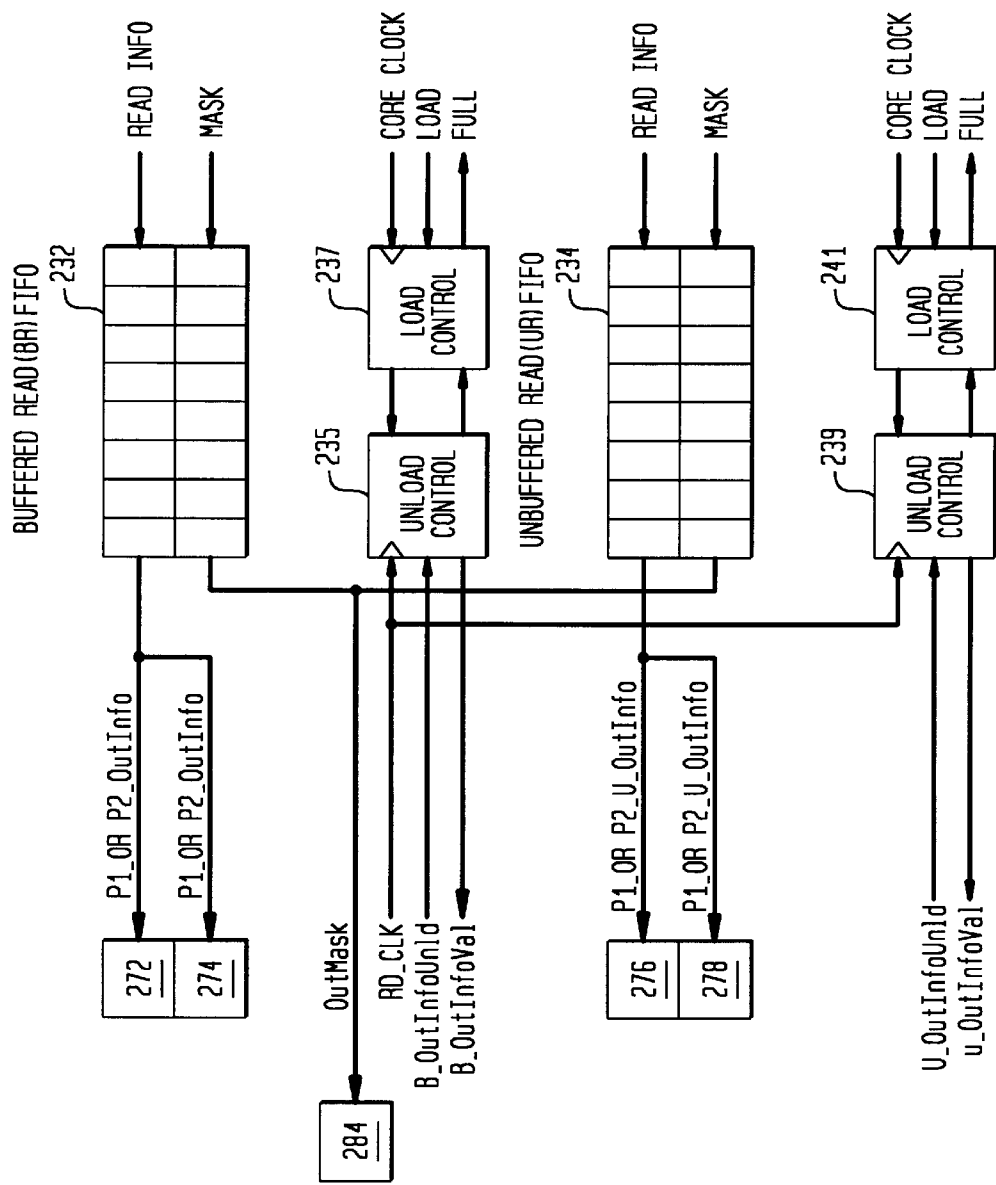 BUFFERED READ(BR)FIFO
232
READ INFO
MASK
P1_OR P2_OutInfo
P1_OR P2_OutInfo
272
274
OutMask
284
235
UNLOAD
CONTROL
237
LOAD
CONTROL
CORE CLOCK
LOAD
FULL
RD_CLK
B_OutInfoUnld
B_OutInfoVal
UNBUFFERED READ(UR)FIFO
234
READ INFO
MASK
P1_OR P2_U_OutInfo
P1_OR P2_U_OutInfo
276
278
239
UNLOAD
CONTROL
241
LOAD
CONTROL
CORE CLOCK
LOAD
FULL
U_OutInfoUnld
u_OutInfoVal